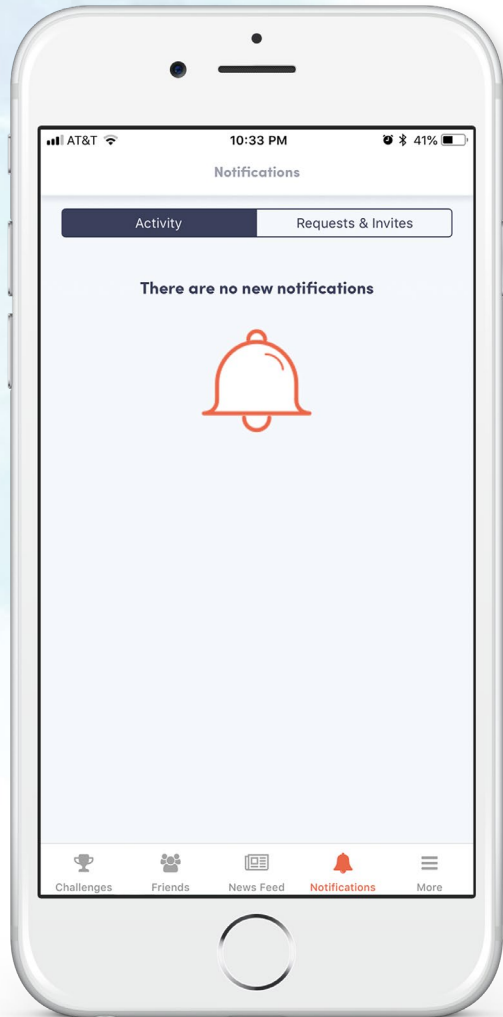 AT&T 10:33 PM 41%
Notifications
Activity Requests & Invites
There are no new notifications
Challenges Friends News Feed Notifications More